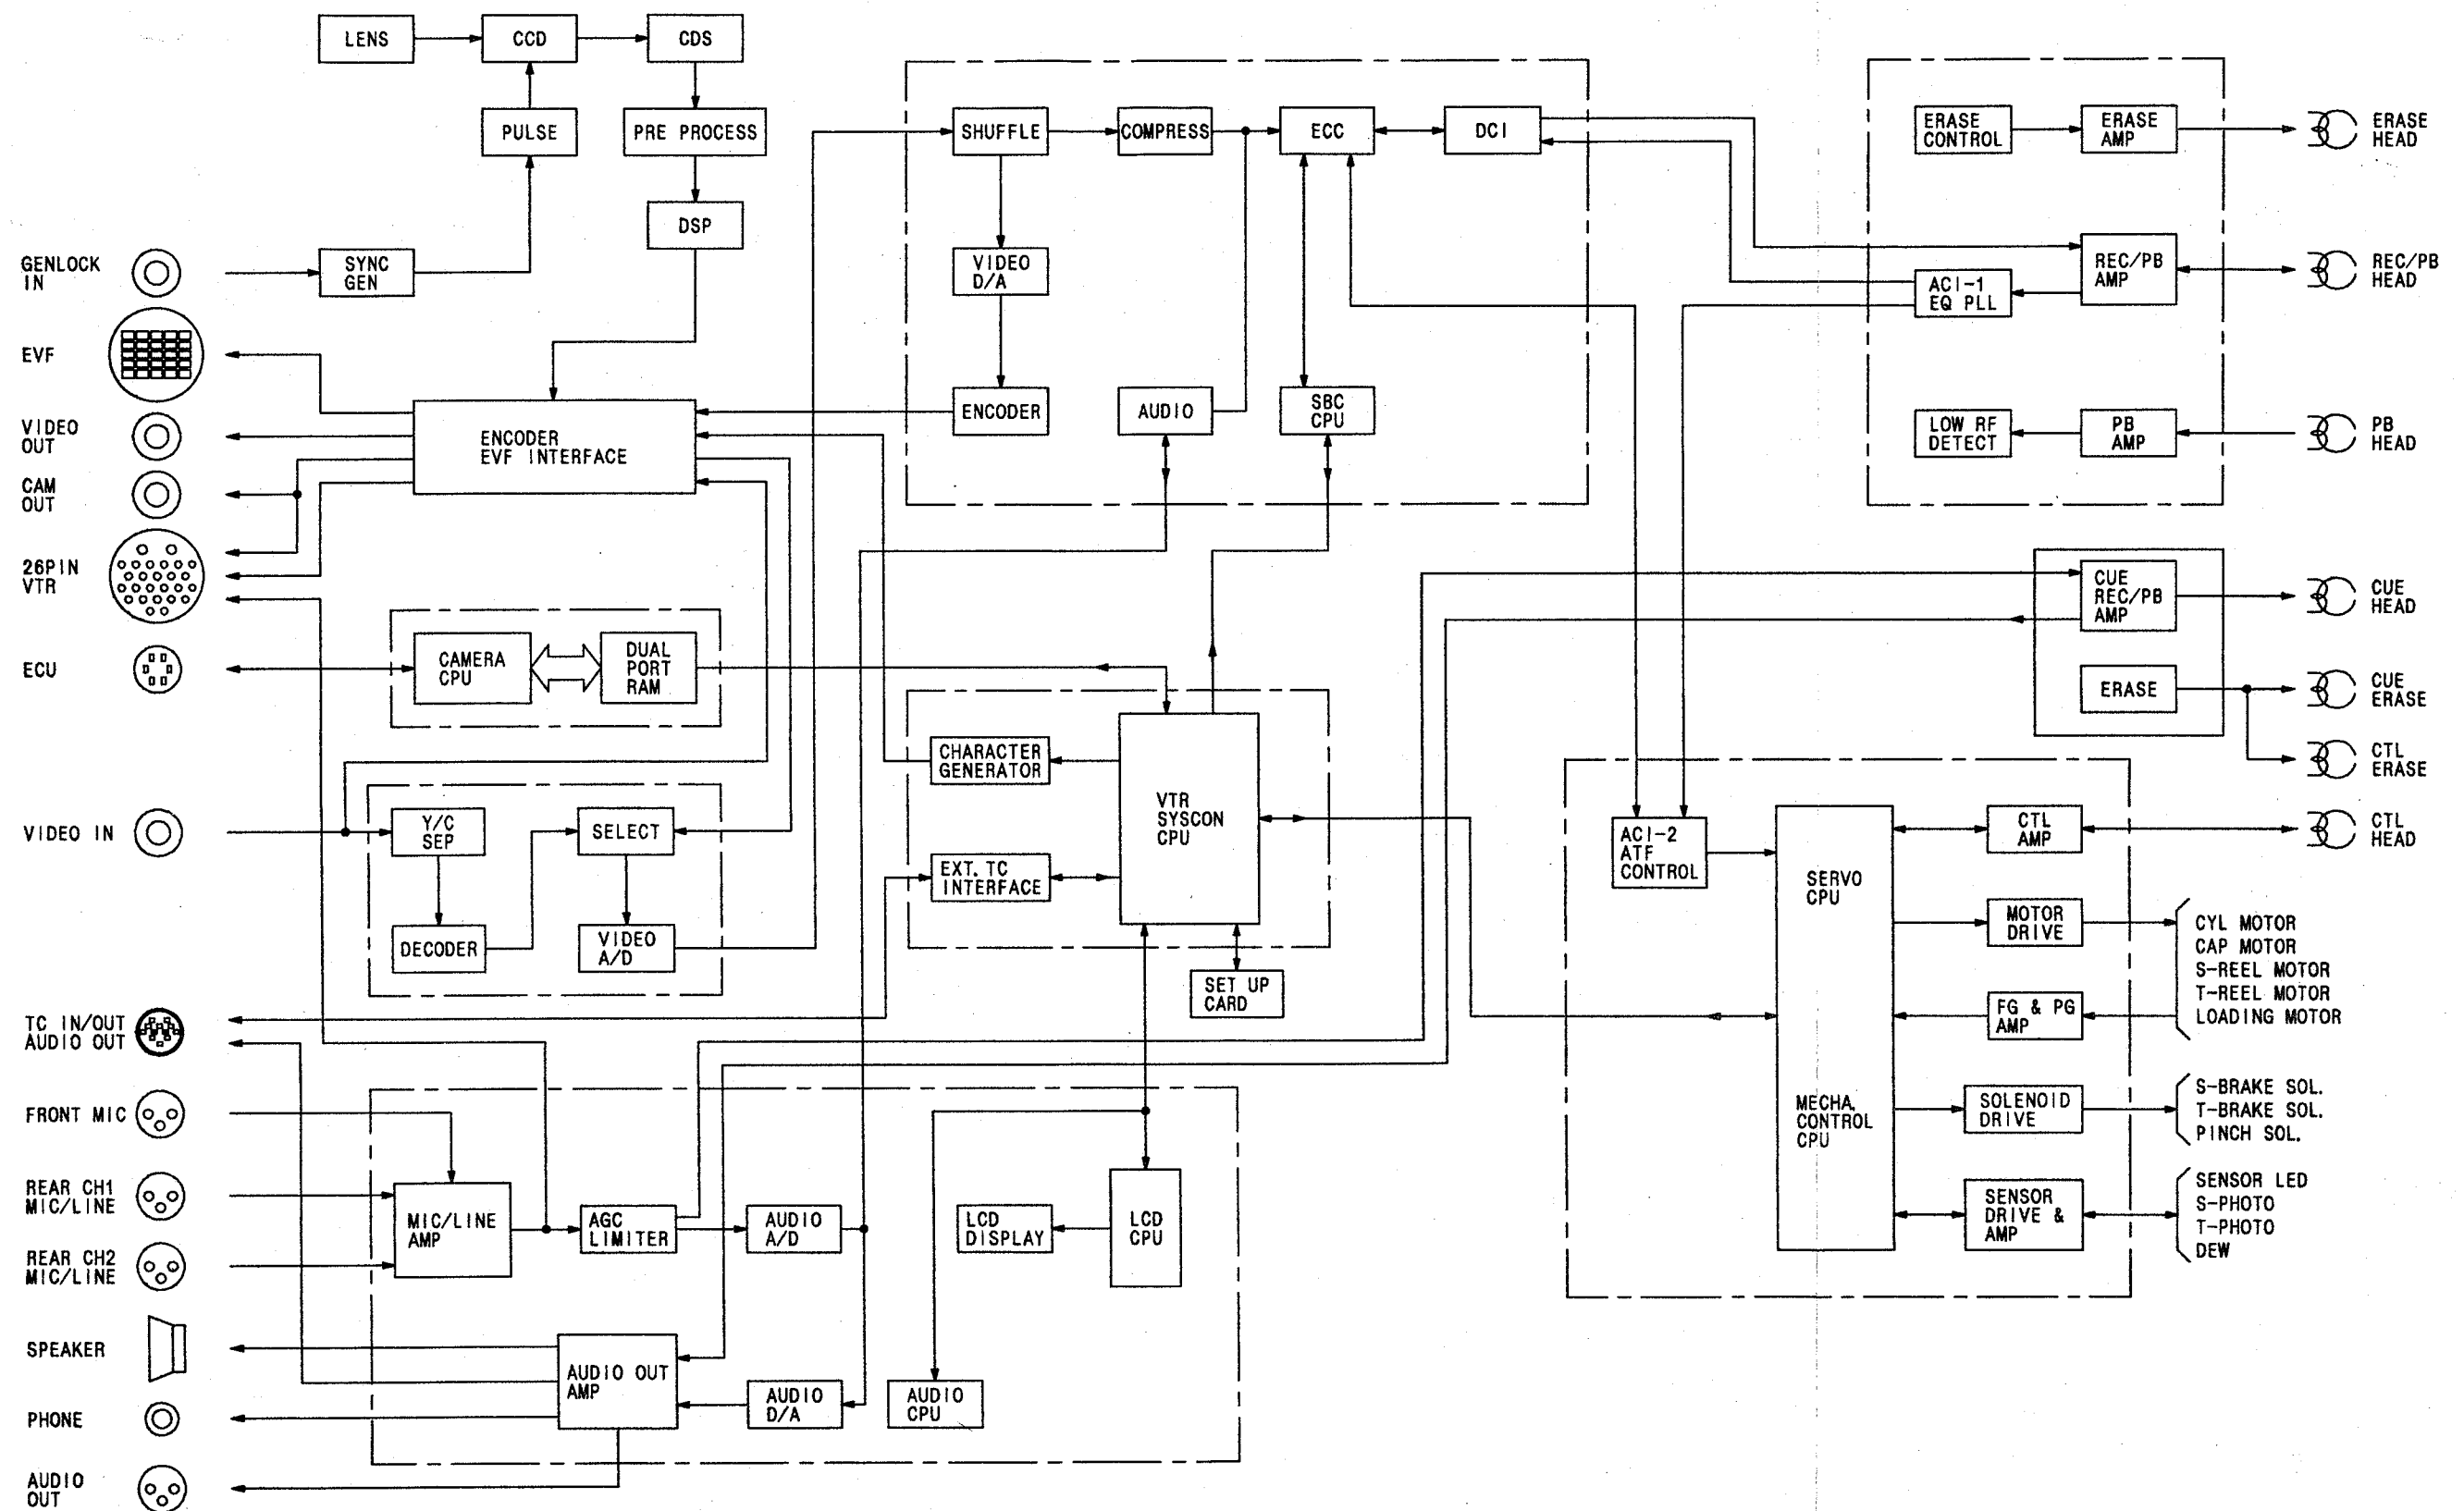 LENS
CCD
CDS
PULSE
PRE PROCESS
DSP
GENLOCK
IN
SYNC
GEN
EVF
VIDEO
OUT
CAM
OUT
26PIN
VTR
ECU
ENCODER
EVF INTERFACE
CAMERA
CPU
DUAL
PORT
RAM
VIDEO IN
Y/C
SEP
SELECT
DECODER
VIDEO
A/D
SHUFFLE
COMPRESS
ECC
DCI
VIDEO
D/A
ENCODER
AUDIO
SBC
CPU
CHARACTER
GENERATOR
EXT. TC
INTERFACE
VTR
SYSCON
CPU
SET UP
CARD
ERASE
CONTROL
ERASE
AMP
ERASE
HEAD
REC/PB
AMP
ACI-1
EQ PLL
REC/PB
HEAD
LOW RF
DETECT
PB
AMP
PB
HEAD
CUE
REC/PB
AMP
CUE
HEAD
ERASE
CUE
ERASE
CTL
ERASE
ACI-2
ATF
CONTROL
SERVO
CPU
MECHA.
CONTROL
CPU
CTL
AMP
CTL
HEAD
MOTOR
DRIVE
FG & PG
AMP
CYL MOTOR
CAP MOTOR
S-REEL MOTOR
T-REEL MOTOR
LOADING MOTOR
SOLENOID
DRIVE
S-BRAKE SOL.
T-BRAKE SOL.
PINCH SOL.
SENSOR
DRIVE &
AMP
SENSOR LED
S-PHOTO
T-PHOTO
DEW
TC IN/OUT
AUDIO OUT
FRONT MIC
REAR CH1
MIC/LINE
REAR CH2
MIC/LINE
SPEAKER
PHONE
AUDIO
OUT
MIC/LINE
AMP
AGC
LIMITER
AUDIO
A/D
LCD
DISPLAY
LCD
CPU
AUDIO OUT
AMP
AUDIO
D/A
AUDIO
CPU